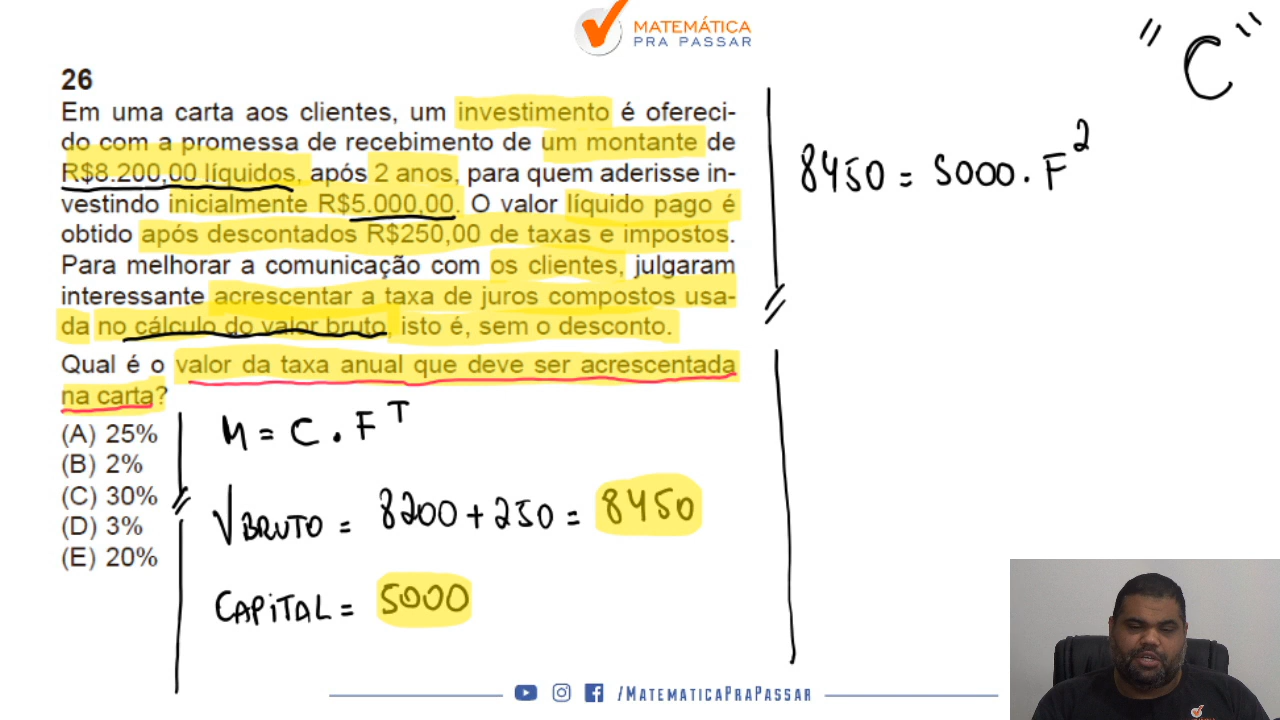 MATEMÁTICA
PRA PASSAR
"C"
26
Em uma carta aos clientes, um investimento é ofereci-
do com a promessa de recebimento de um montante de
R$8.200,00 líquidos, após 2 anos, para quem aderisse in-
vestindo inicialmente R$5.000,00. O valor líquido pago é
obtido após descontados R$250,00 de taxas e impostos.
Para melhorar a comunicação com os clientes, julgaram
interessante acrescentar a taxa de juros compostos usa-
da no cálculo do valor bruto, isto é, sem o desconto.
Qual é o valor da taxa anual que deve ser acrescentada
na carta?
(A) 25%
(B) 2%
(C) 30%
(D) 3%
(E) 20%
M = C . F^T
VBRUTO = 8200 + 250 = 8450
CAPITAL = 5000
8450 = 5000 . F²
/MATEMATICAPRAPASSAR